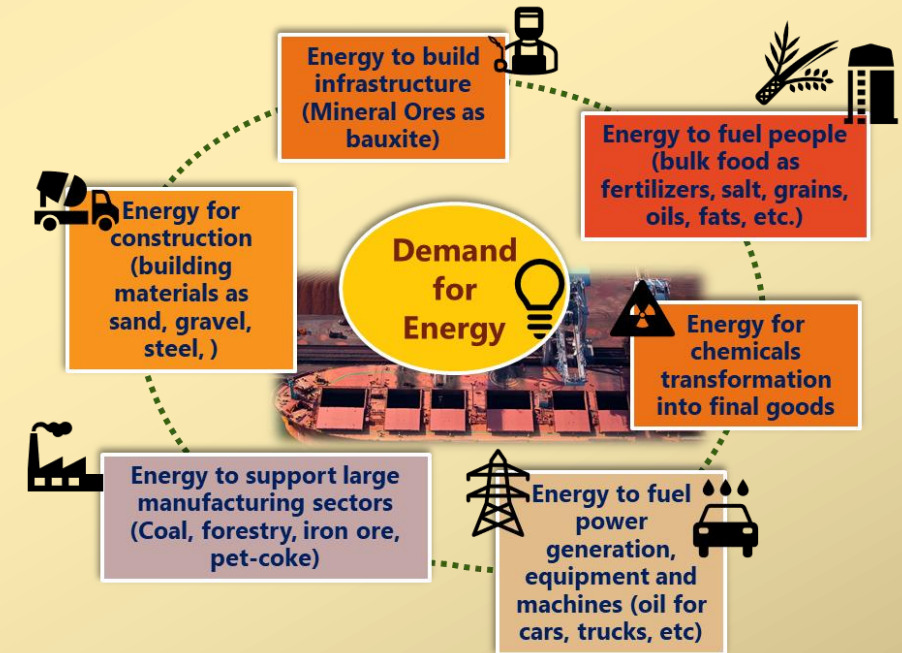 Energy to build
infrastructure
(Mineral Ores as
bauxite)
Energy to fuel people
(bulk food as
fertilizers, salt, grains,
oils, fats, etc.)
Energy for
construction
(building
materials as
sand, gravel,
steel, )
Demand
for
Energy
Energy for
chemicals
transformation
into final goods
Energy to support large
manufacturing sectors
(Coal, forestry, iron ore,
pet-coke)
Energy to fuel
power
generation,
equipment and
machines (oil for
cars, trucks, etc)